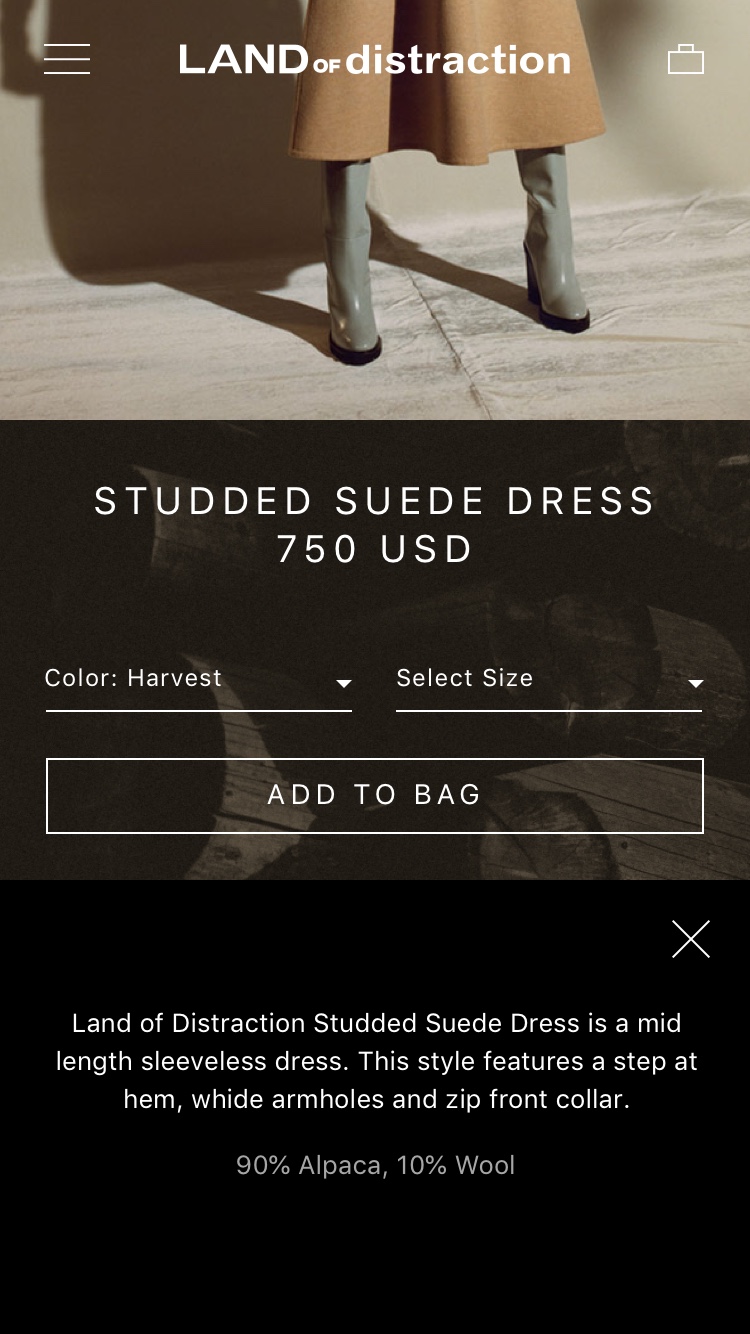 LAND OF distraction
STUDDED SUEDE DRESS
750 USD
Color: Harvest
Select Size
ADD TO BAG
Land of Distraction Studded Suede Dress is a mid
length sleeveless dress. This style features a step at
hem, whide armholes and zip front collar.
90% Alpaca, 10% Wool